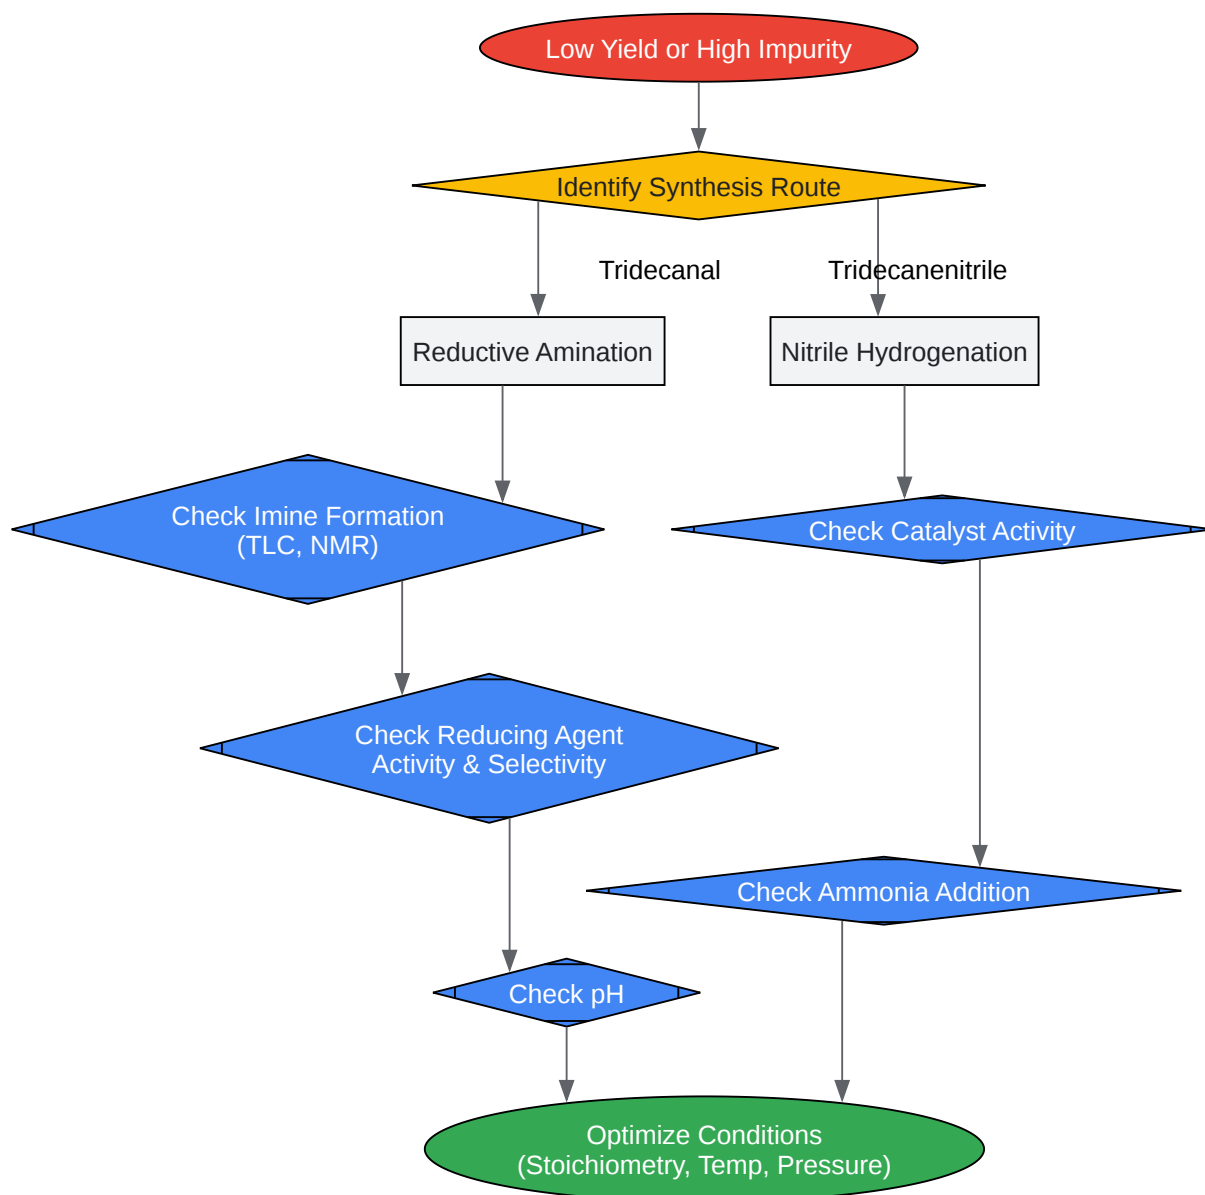 Low Yield or High Impurity
Identify Synthesis Route
Tridecanal
Tridecanenitrile
Reductive Amination
Nitrile Hydrogenation
Check Imine Formation
(TLC, NMR)
Check Catalyst Activity
Check Reducing Agent
Activity & Selectivity
Check Ammonia Addition
Check pH
Optimize Conditions
(Stoichiometry, Temp, Pressure)